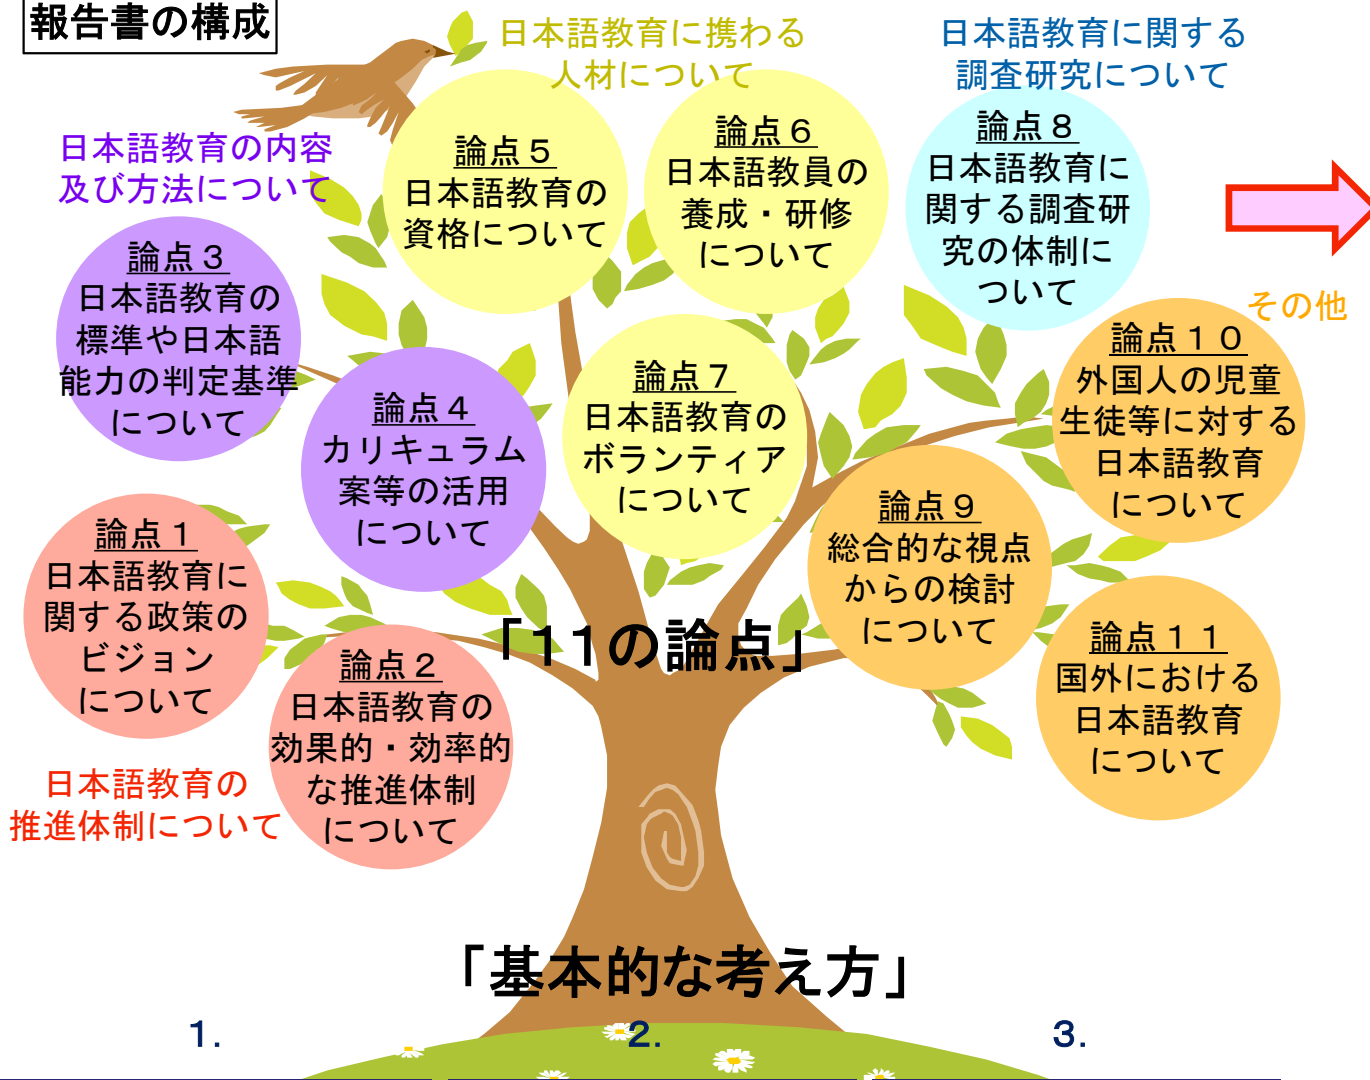 報告書の構成
日本語教育に携わる
人材について
日本語教育に関する
調査研究について
日本語教育の内容
及び方法について
論点５
日本語教育の
資格について
論点６
日本語教員の
養成・研修
について
論点８
日本語教育に
関する調査研
究の体制に
ついて
論点３
日本語教育の
標準や日本語
能力の判定基準
について
その他
論点１０
外国人の児童
生徒等に対する
日本語教育
について
論点４
カリキュラム
案等の活用
について
論点７
日本語教育の
ボランティア
について
論点９
総合的な視点
からの検討
について
論点１
日本語教育に
関する政策の
ビジョン
について
論点２
日本語教育の
効果的・効率的
な推進体制
について
「11の論点」
論点１１
国外における
日本語教育
について
日本語教育の
推進体制について
「基本的な考え方」
1.
2.
3.